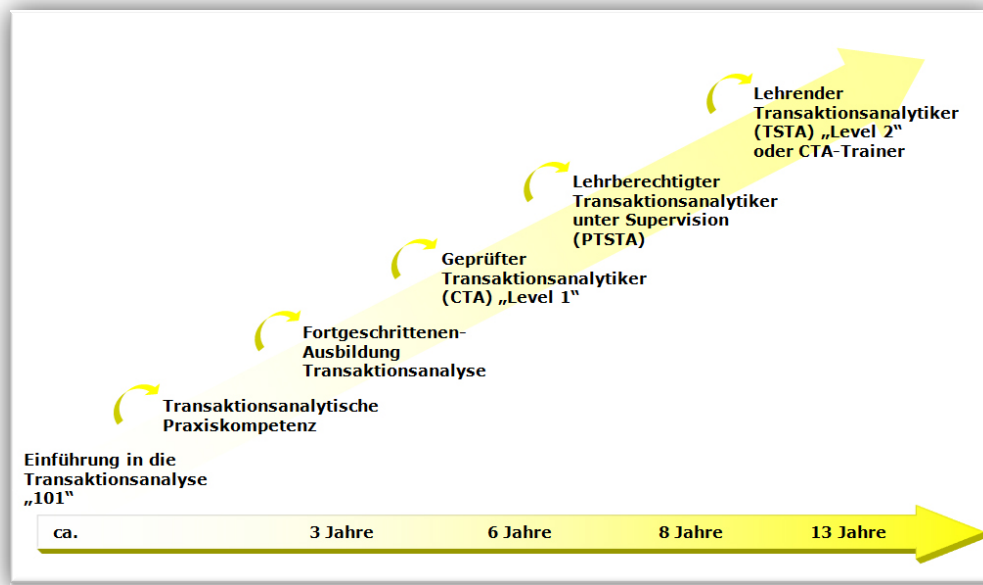 Lehrender
Transaktionsanalytiker
(TSTA) „Level 2“
oder CTA-Trainer
Lehrberechtigter
Transaktionsanalytiker
unter Supervision
(PTSTA)
Geprüfter
Transaktionsanalytiker
(CTA) „Level 1“
Fortgeschrittenen-
Ausbildung
Transaktionsanalyse
Transaktionsanalytische
Praxiskompetenz
Einführung in die
Transaktionsanalyse
„101“
ca. 3 Jahre 6 Jahre 8 Jahre 13 Jahre